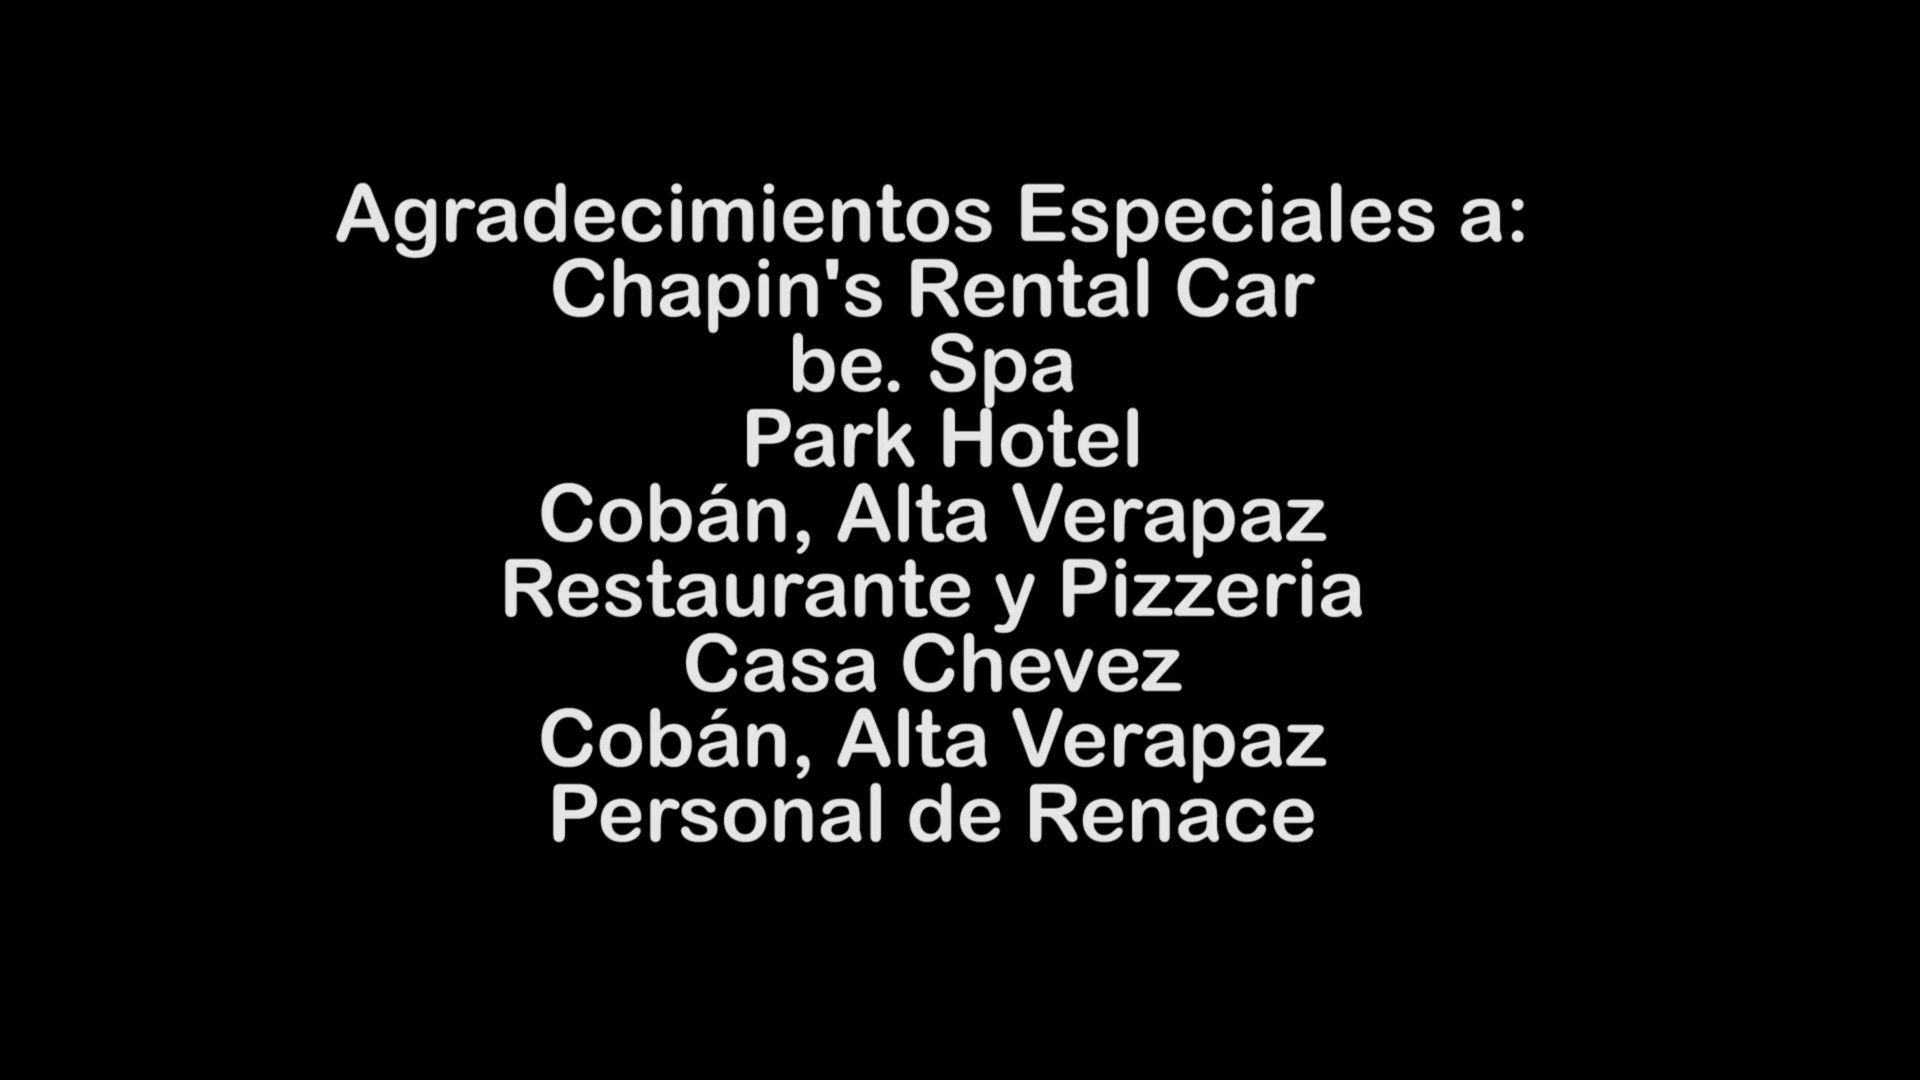 Agradecimientos Especiales a:
Chapin's Rental Car
be. Spa
Park Hotel
Cobán, Alta Verapaz
Restaurante y Pizzeria
Casa Chevez
Cobán, Alta Verapaz
Personal de Renace